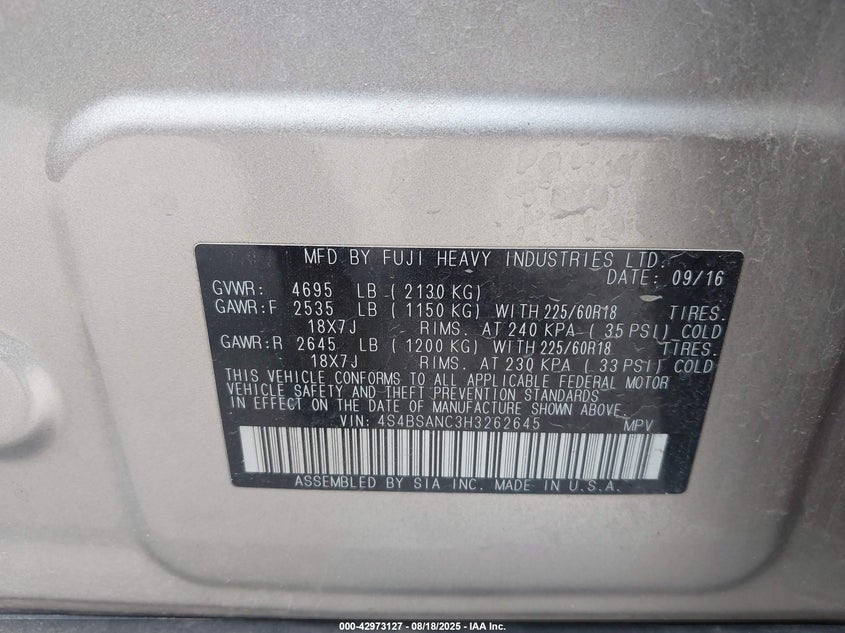 MFD BY FUJI HEAVY INDUSTRIES LTD.
DATE: 09/16
GVWR: 4695 LB ( 2130 KG)
GAWR:F 2535 LB ( 1150 KG) WITH 225/60R18 TIRES.
18X7J RIMS. AT 240 KPA ( 35 PSI) COLD
GAWR:R 2645 LB ( 1200 KG) WITH 225/60R18 TIRES.
18X7J RIMS. AT 230 KPA ( 33 PSI) COLD
THIS VEHICLE CONFORMS TO ALL APPLICABLE FEDERAL MOTOR
VEHICLE SAFETY AND THEFT PREVENTION STANDARDS
IN EFFECT ON THE DATE OF MANUFACTURE SHOWN ABOVE.
VIN: 4S4BSANC3H3262645 MPV
ASSEMBLED BY SIA INC. MADE IN U.S.A.
000-42973127 - 08/18/2025 - IAA Inc.